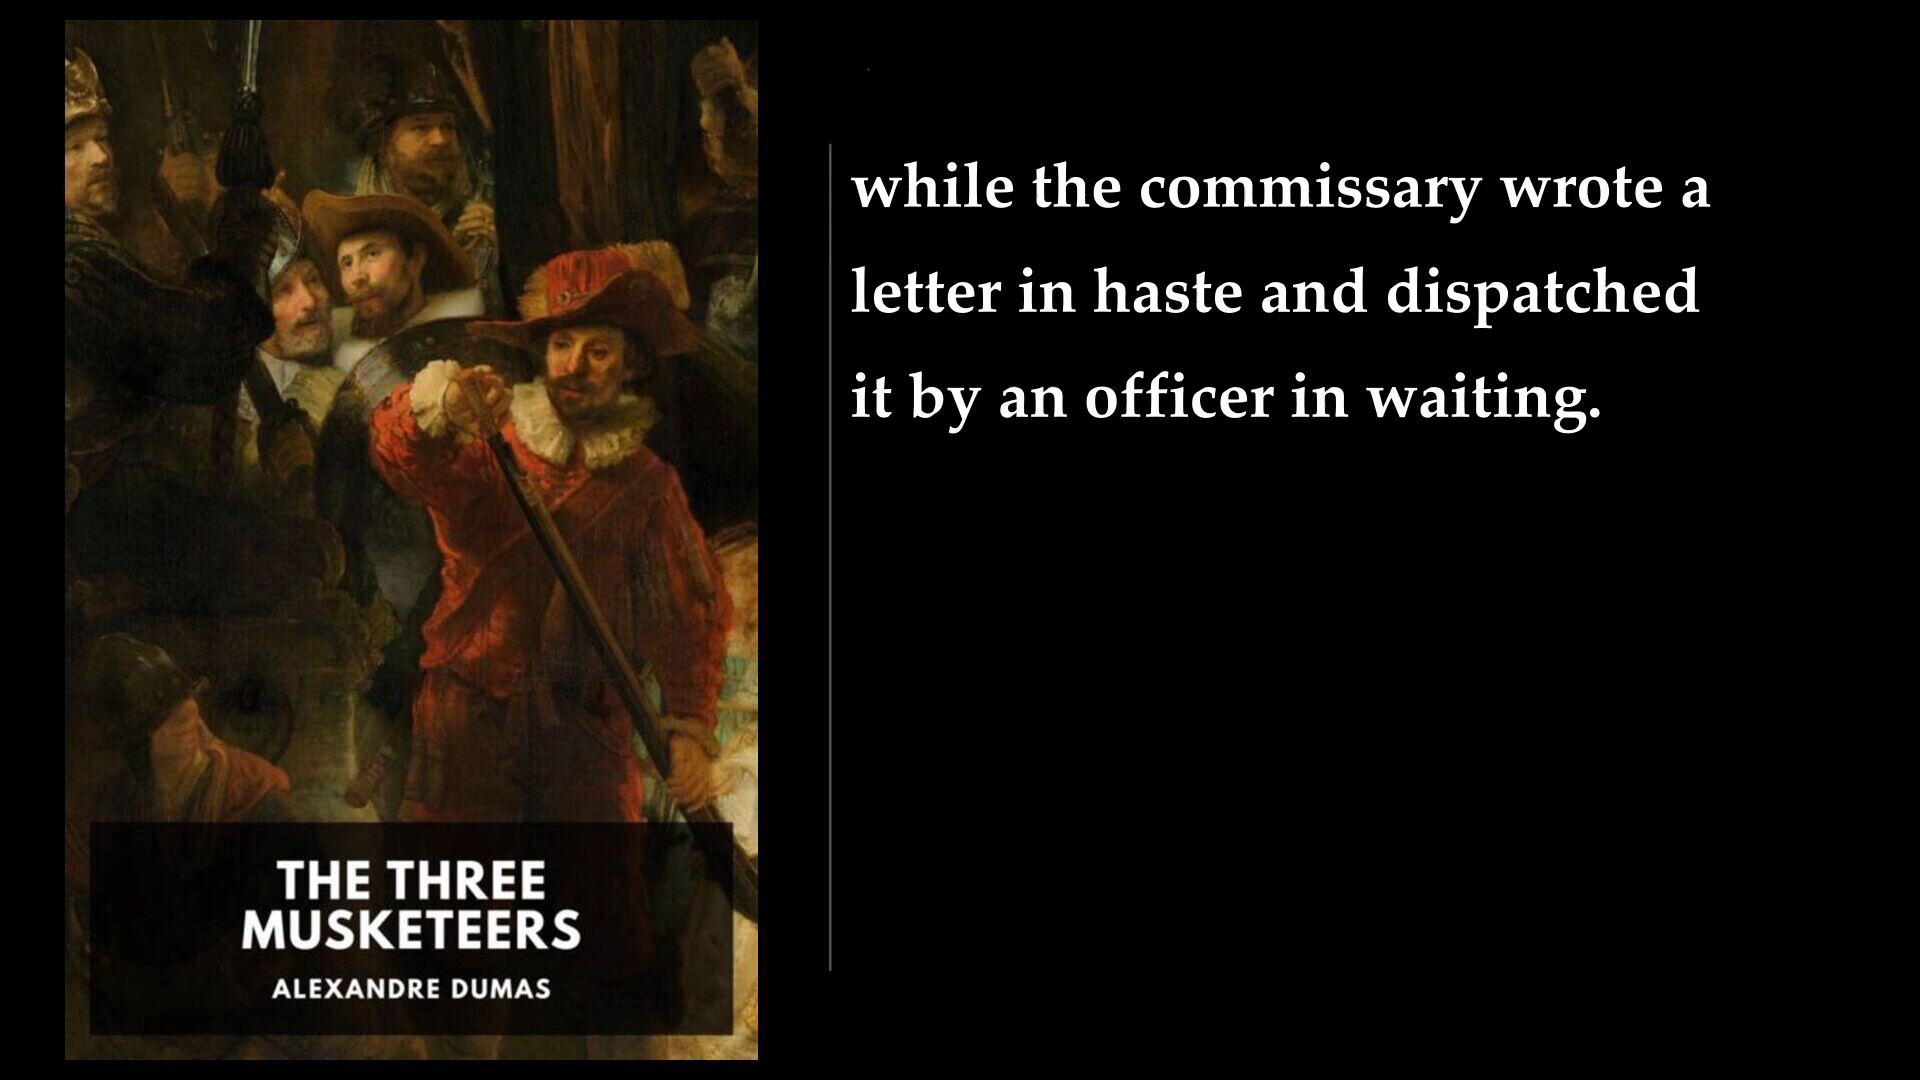 THE THREE
MUSKETEERS
ALEXANDRE DUMAS
while the commissary wrote a
letter in haste and dispatched
it by an officer in waiting.